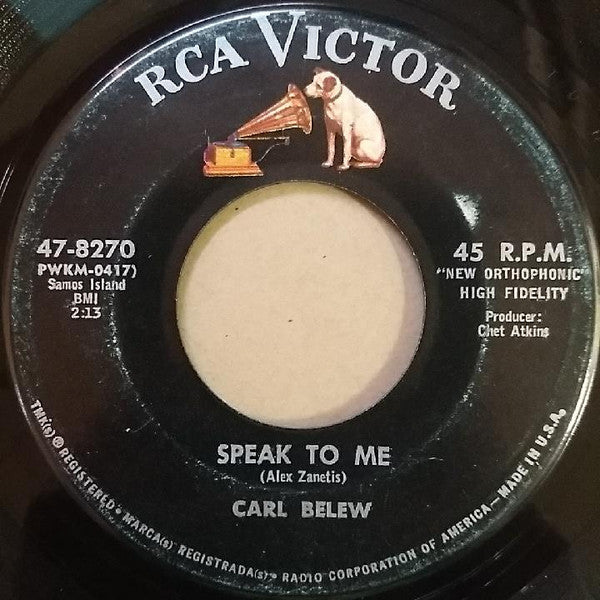 RCA VICTOR
47-8270
PWKM-0417)
Samos Island
BMI
2:13
45 R.P.M.
"NEW ORTHOPHONIC"
HIGH FIDELITY
Producer:
Chet Atkins
SPEAK TO ME
(Alex Zanetis)
CARL BELEW
TMK(s) ® REGISTERED • MARCA(s) REGISTRADA(s) • RADIO CORPORATION OF AMERICA—MADE IN U.S.A.